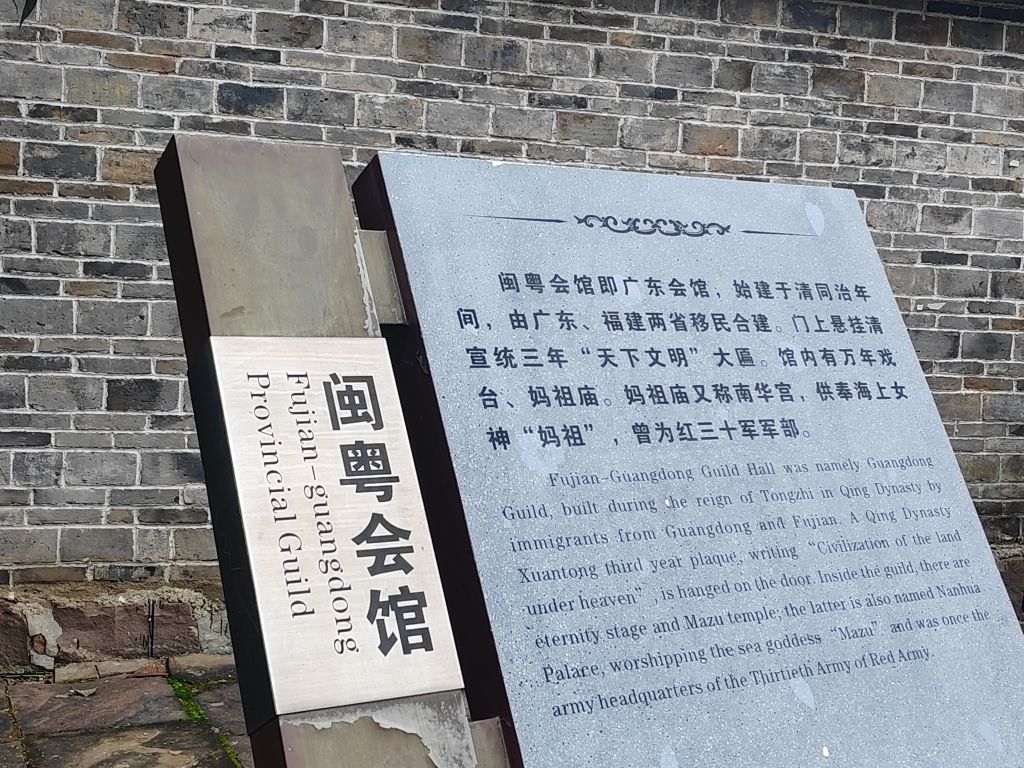 闽粤会馆
Fujian-guangdong
Provincial Guild
闽粤会馆即广东会馆，始建于清同治年
间，由广东、福建两省移民合建。门上悬挂清
宣统三年“天下文明”大匾。馆内有万年戏
台、妈祖庙。妈祖庙又称南华宫，供奉海上女
神“妈祖”，曾为红三十军军部。
Fujian-Guangdong Guild Hall was namely Guangdong
Guild, built during the reign of Tongzhi in Qing Dynasty by
immigrants from Guangdong and Fujian. A Qing Dynasty
Xuantong third year plaque, writing “Civilization of the land
under heaven”, is hanged on the door. Inside the guild, there are
eternity stage and Mazu temple; the latter is also named Nanhua
Palace, worshipping the sea goddess “Mazu” and was once the
army headquarters of the Thirtieth Army of Red Army.